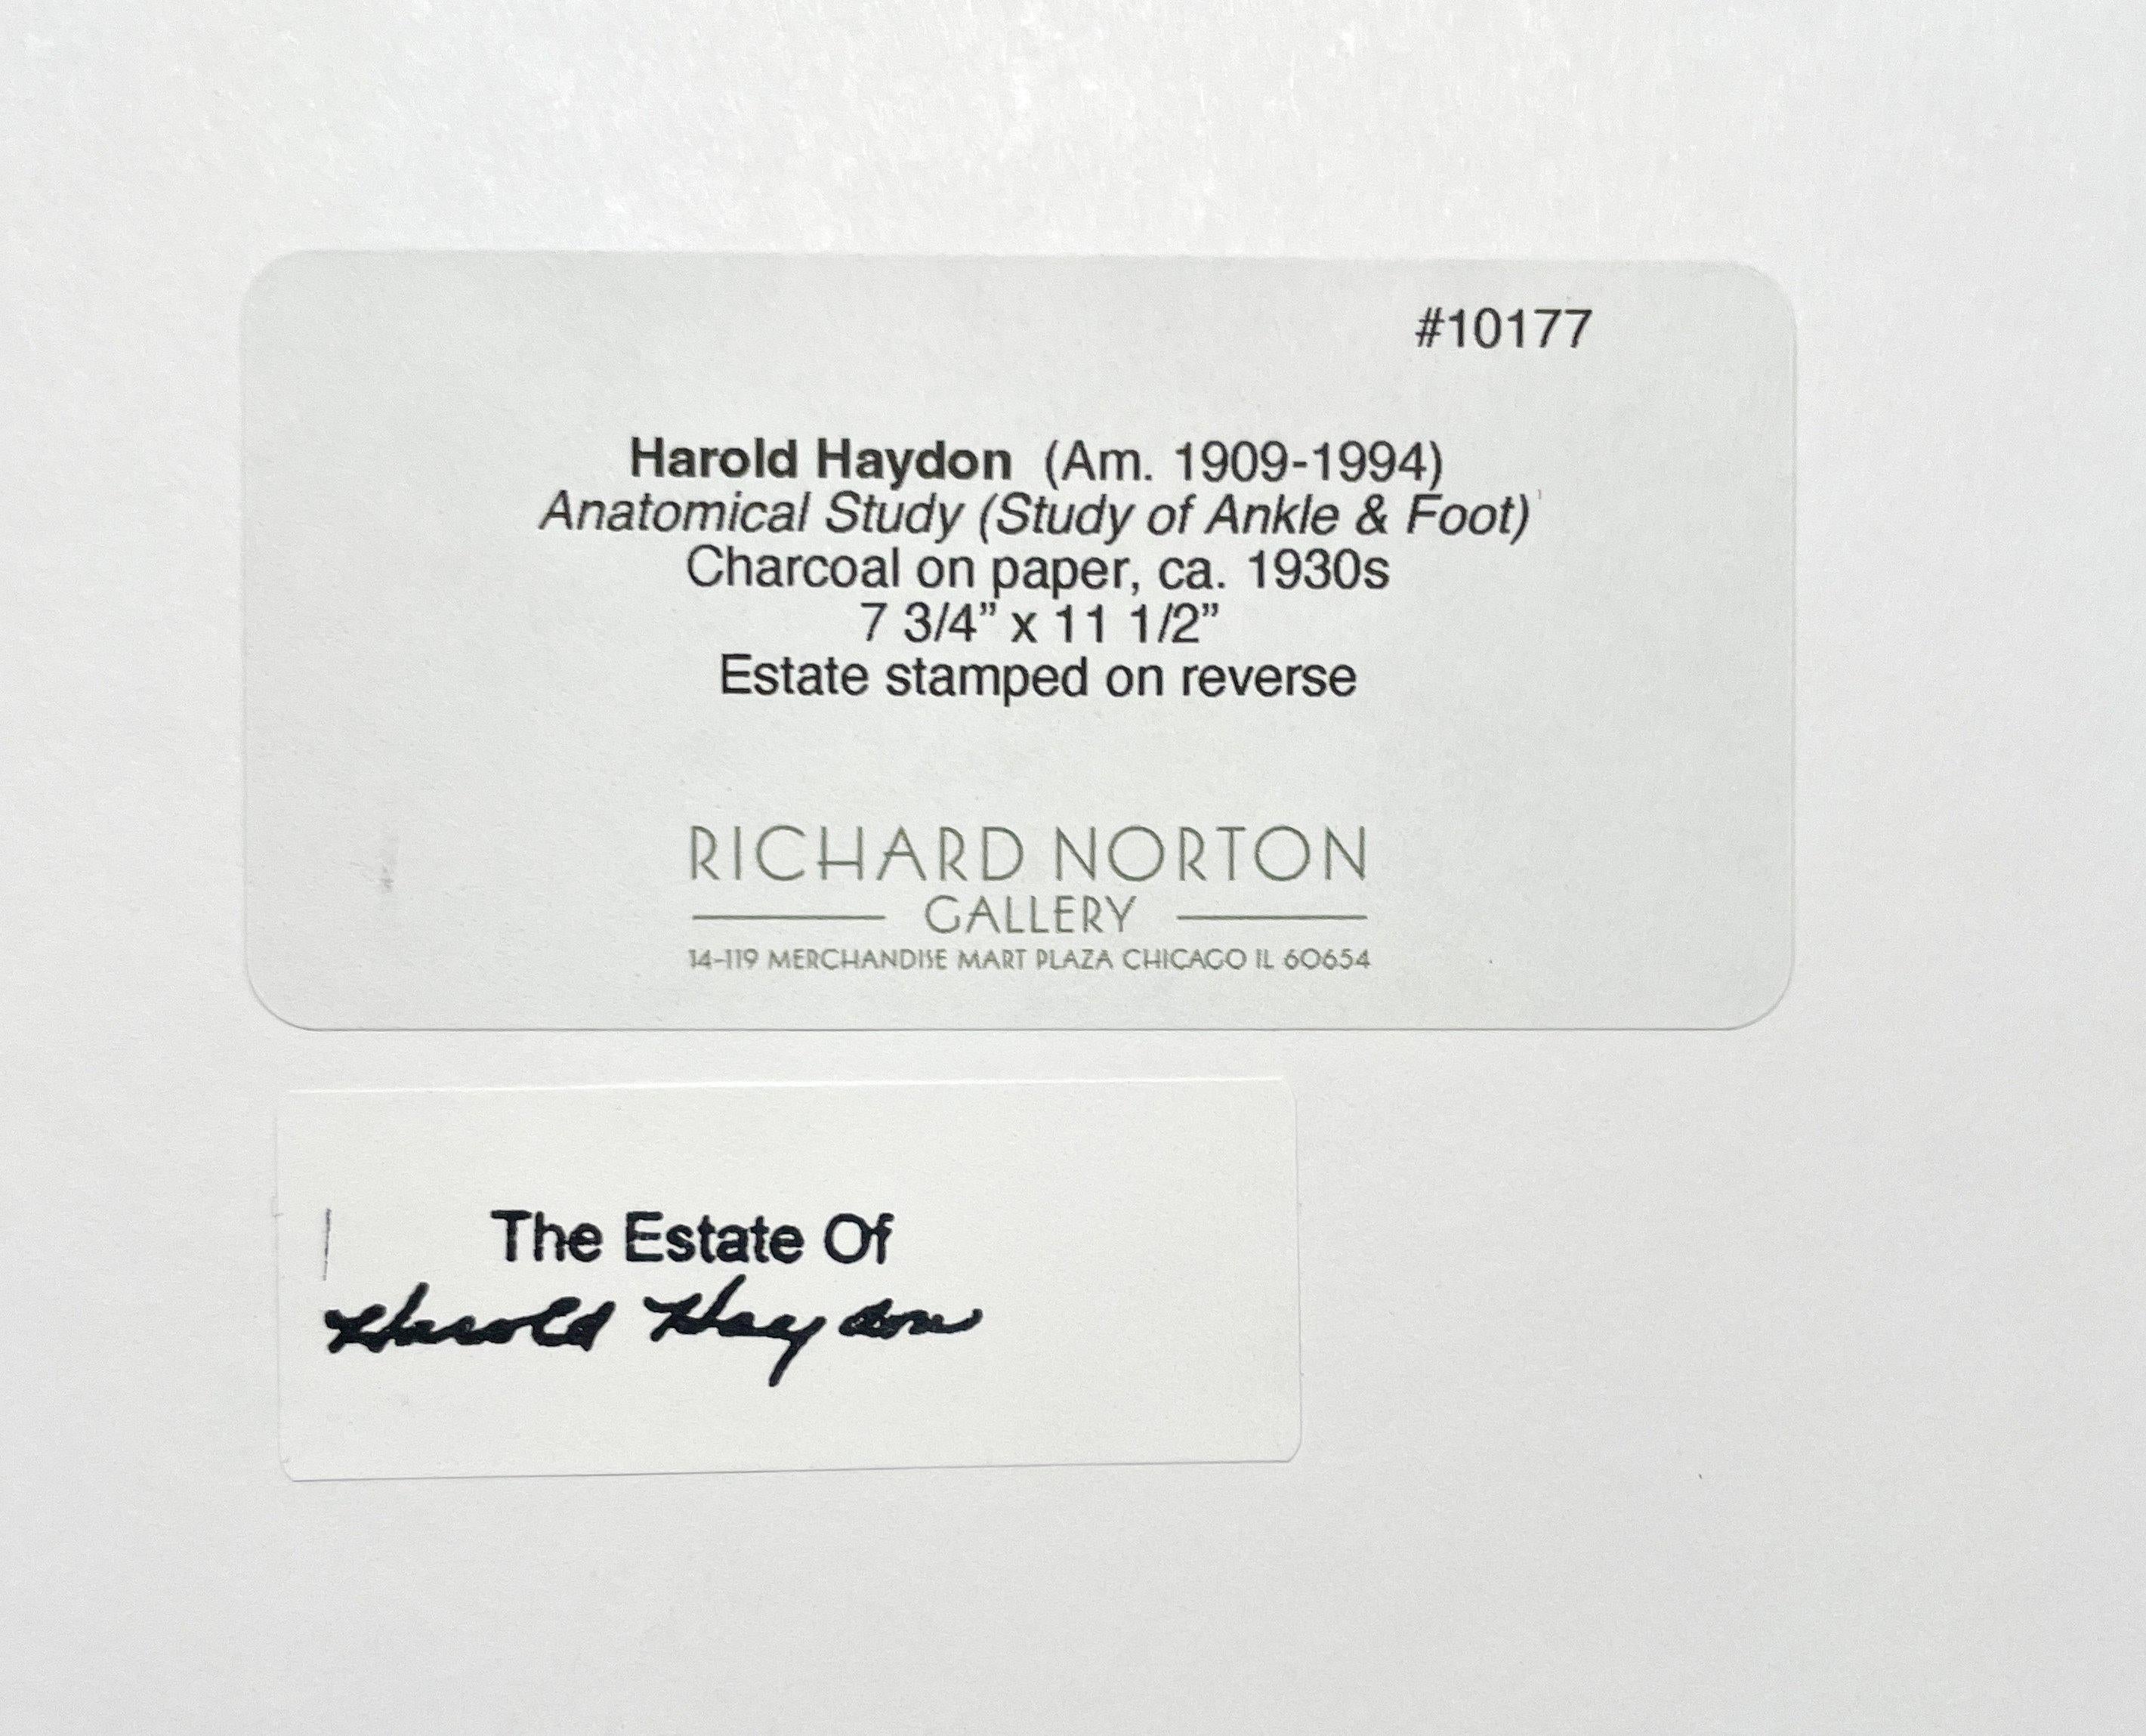 #10177
Harold Haydon (Am. 1909-1994)
Anatomical Study (Study of Ankle & Foot)
Charcoal on paper, ca. 1930s
7 3/4” x 11 1/2”
Estate stamped on reverse
RICHARD NORTON
GALLERY
14-119 MERCHANDISE MART PLAZA CHICAGO IL 60654
The Estate Of
Harold Haydon